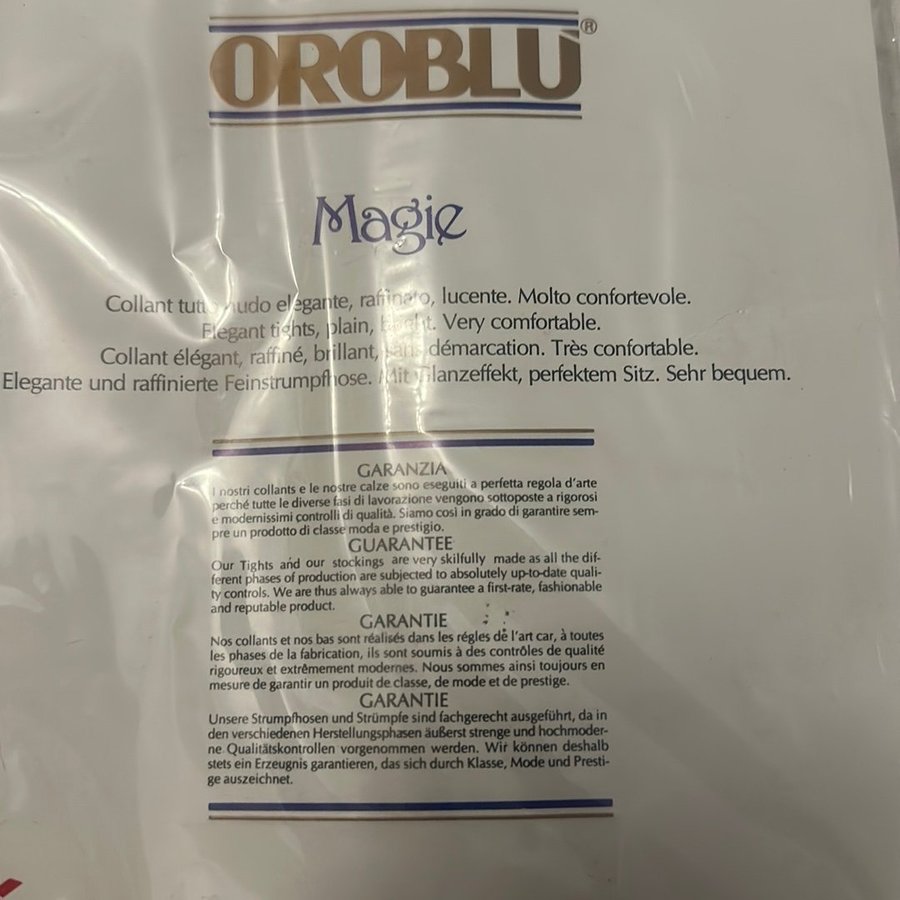 OROBLÙ®
Magie
Collant tutto nudo elegante, raffinato, lucente. Molto confortevole.
Elegant tights, plain, bright. Very comfortable.
Collant élégant, raffiné, brillant, sans démarcation. Très confortable.
Elegante und raffinierte Feinstrumpfhose. Mit Glanzeffekt, perfektem Sitz. Sehr bequem.
GARANZIA
I nostri collants e le nostre calze sono eseguiti a perfetta regola d'arte
perché tutte le diverse fasi di lavorazione vengono sottoposte a rigorosi
e modernissimi controlli di qualità. Siamo così in grado di garantire sem-
pre un prodotto di classe moda e prestigio.
GUARANTEE
Our Tights and our stockings are very skilfully made as all the dif-
ferent phases of production are subjected to absolutely up-to-date quali-
ty controls. We are thus always able to guarantee a first-rate, fashionable
and reputable product.
GARANTIE
Nos collants et nos bas sont réalisés dans les régles de l'art car, à toutes
les phases de la fabrication, ils sont soumis à des contrôles de qualité
rigoureux et extrêmement modernes. Nous sommes ainsi toujours en
mesure de garantir un produit de classe, de mode et de prestige.
GARANTIE
Unsere Strumpfhosen und Strümpfe sind fachgerecht ausgeführt, da in
den verschiedenen Herstellungsphasen äußerst strenge und hochmoder-
ne Qualitätskontrollen vorgenommen werden. Wir können deshalb
stets ein Erzeugnis garantieren, das sich durch Klasse, Mode und Presti-
ge auszeichnet.